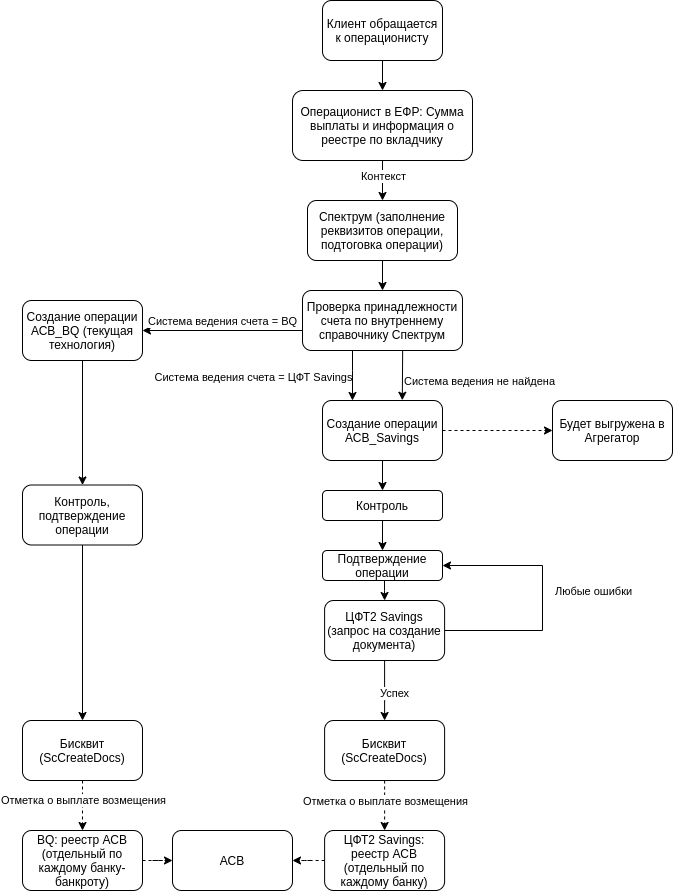 Клиент обращается
к операционисту
Операционист в ЕФР: Сумма
выплаты и информация о
реестре по вкладчику
Контекст
Спектрум (заполнение
реквизитов операции,
подтоговка операции)
Проверка принадлежности
счета по внутреннему
справочнику Спектрум
Система ведения счета = BQ
Создание операции
АСВ_BQ (текущая
технология)
Система ведения счета = ЦФТ Savings
Система ведения не найдена
Создание операции
АСВ_Savings
Будет выгружена в
Агрегатор
Контроль,
подтверждение
операции
Контроль
Подтверждение
операции
Любые ошибки
ЦФТ2 Savings
(запрос на создание
документа)
Успех
Бисквит
(ScCreateDocs)
Бисквит
(ScCreateDocs)
Отметка о выплате возмещения
Отметка о выплате возмещения
BQ: реестр АСВ
(отдельный по
каждому банку-
банкроту)
АСВ
ЦФТ2 Savings:
реестр АСВ
(отдельный по
каждому банку)